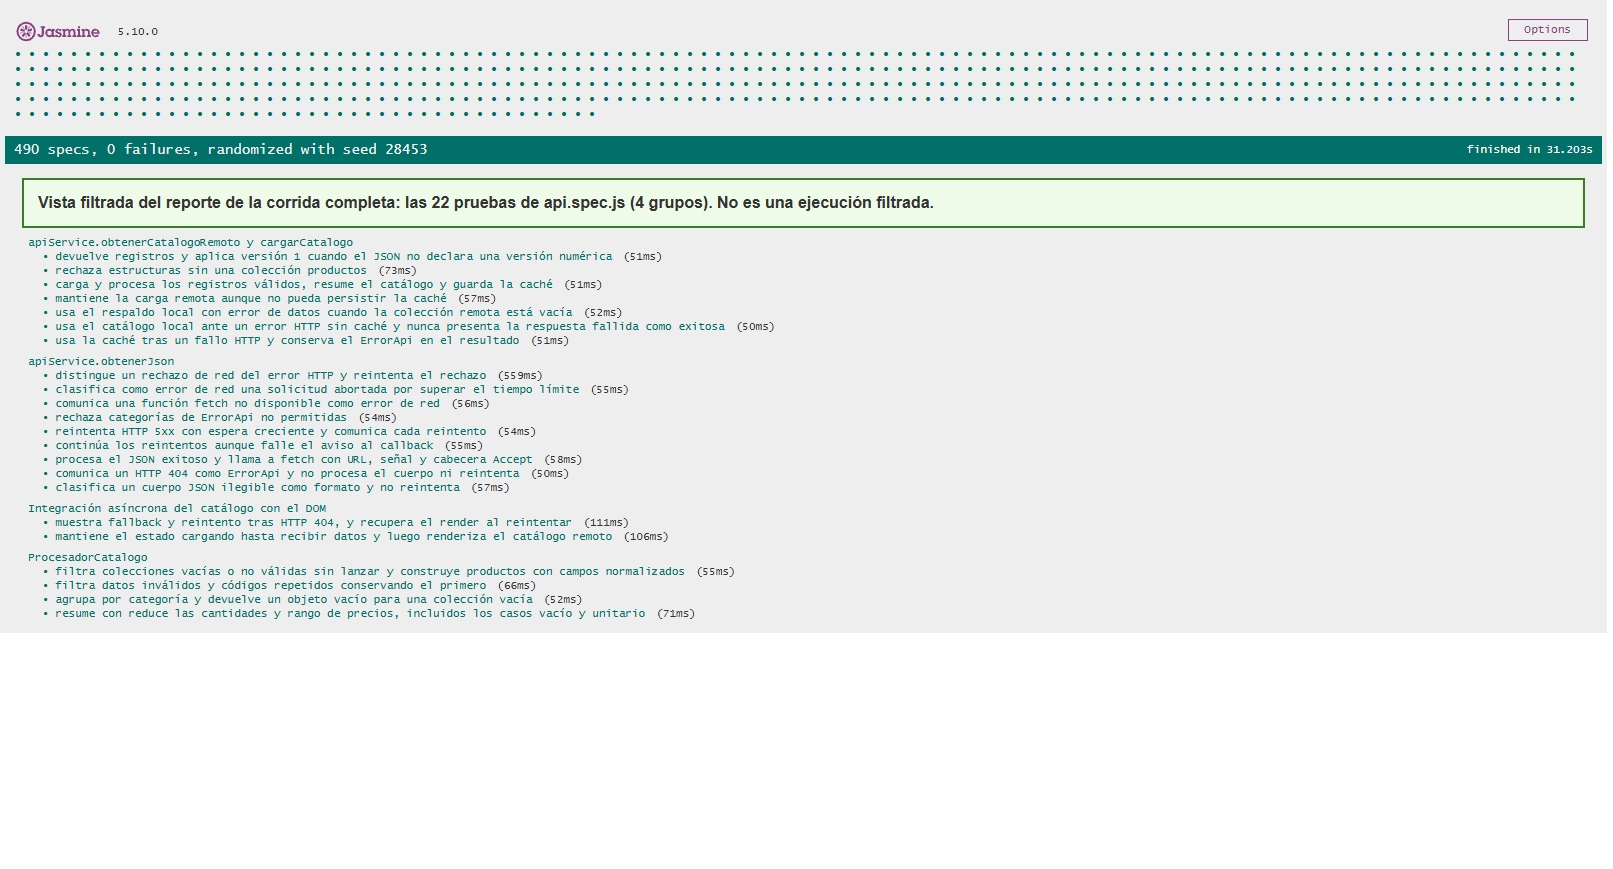 Jasmine 5.10.0 Options
490 specs, 0 failures, randomized with seed 28453 finished in 31.203s
Vista filtrada del reporte de la corrida completa: las 22 pruebas de api.spec.js (4 grupos). No es una ejecución filtrada.
apiService.obtenerCatalogoRemoto y cargarCatalogo
• devuelve registros y aplica versión 1 cuando el JSON no declara una versión numérica (51ms)
• rechaza estructuras sin una colección productos (73ms)
• carga y procesa los registros válidos, resume el catálogo y guarda la caché (51ms)
• mantiene la carga remota aunque no pueda persistir la caché (57ms)
• usa el respaldo local con error de datos cuando la colección remota está vacía (52ms)
• usa el catálogo local ante un error HTTP sin caché y nunca presenta la respuesta fallida como exitosa (50ms)
• usa la caché tras un fallo HTTP y conserva el ErrorApi en el resultado (51ms)
apiService.obtenerJson
• distingue un rechazo de red del error HTTP y reintenta el rechazo (559ms)
• clasifica como error de red una solicitud abortada por superar el tiempo límite (55ms)
• comunica una función fetch no disponible como error de red (56ms)
• rechaza categorías de ErrorApi no permitidas (54ms)
• reintenta HTTP 5xx con espera creciente y comunica cada reintento (54ms)
• continúa los reintentos aunque falle el aviso al callback (55ms)
• procesa el JSON exitoso y llama a fetch con URL, señal y cabecera Accept (58ms)
• comunica un HTTP 404 como ErrorApi y no procesa el cuerpo ni reintenta (50ms)
• clasifica un cuerpo JSON ilegible como formato y no reintenta (57ms)
Integración asíncrona del catálogo con el DOM
• muestra fallback y reintento tras HTTP 404, y recupera el render al reintentar (111ms)
• mantiene el estado cargando hasta recibir datos y luego renderiza el catálogo remoto (106ms)
ProcesadorCatalogo
• filtra colecciones vacías o no válidas sin lanzar y construye productos con campos normalizados (55ms)
• filtra datos inválidos y códigos repetidos conservando el primero (66ms)
• agrupa por categoría y devuelve un objeto vacío para una colección vacía (52ms)
• resume con reduce las cantidades y rango de precios, incluidos los casos vacío y unitario (71ms)